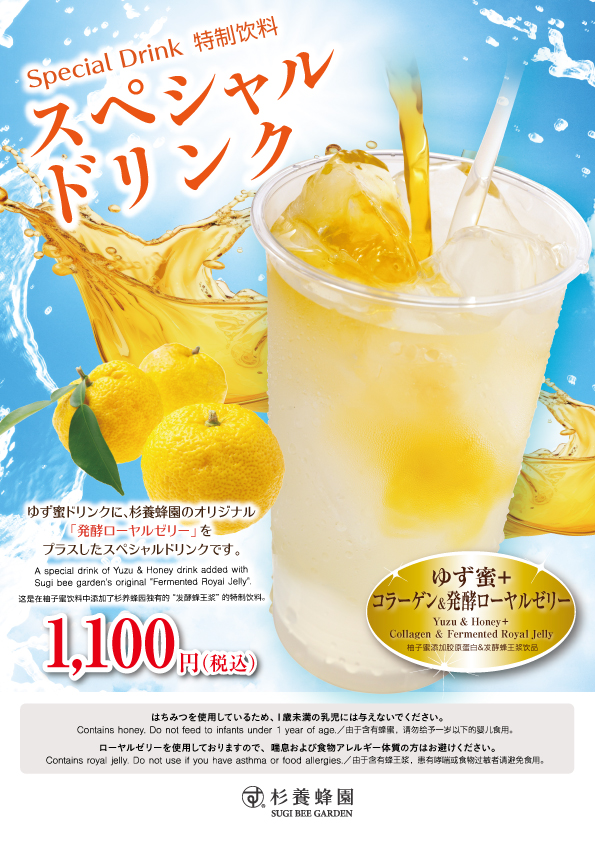 Special Drink 特制饮料
スペシャル
ドリンク
ゆず蜜ドリンクに、杉養蜂園のオリジナル
「発酵ローヤルゼリー」を
プラスしたスペシャルドリンクです。
A special drink of Yuzu & Honey drink added with
Sugi bee garden's original "Fermented Royal Jelly".
这是在柚子蜜饮料中添加了杉养蜂园独有的“发酵蜂王浆”的特制饮料。
1,100円(税込)
ゆず蜜+
コラーゲン&発酵ローヤルゼリー
Yuzu & Honey+
Collagen & Fermented Royal Jelly
柚子蜜添加胶原蛋白&发酵蜂王浆饮品
はちみつを使用しているため、1歳未満の乳児には与えないでください。
Contains honey. Do not feed to infants under 1 year of age.／由于含有蜂蜜，请勿给予一岁以下的婴儿食用。
ローヤルゼリーを使用しておりますので、喘息および食物アレルギー体質の方はお避けください。
Contains royal jelly. Do not use if you have asthma or food allergies.／由于含有蜂王浆，患有哮喘或食物过敏者请避免食用。
杉養蜂園
SUGI BEE GARDEN